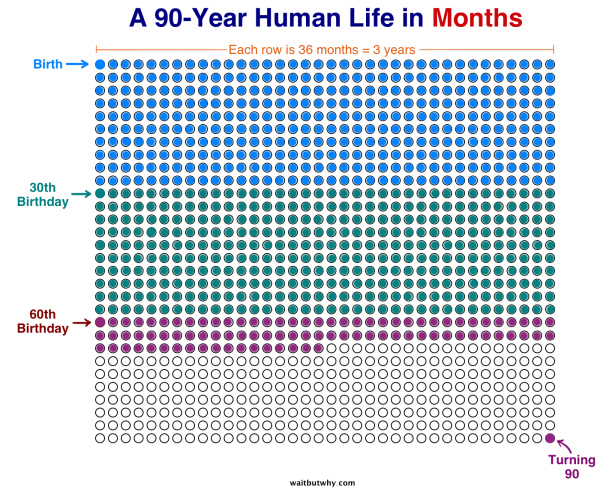 A 90-Year Human Life in Months
Each row is 36 months = 3 years
Birth
30th
Birthday
60th
Birthday
Turning
90
waitbutwhy.com